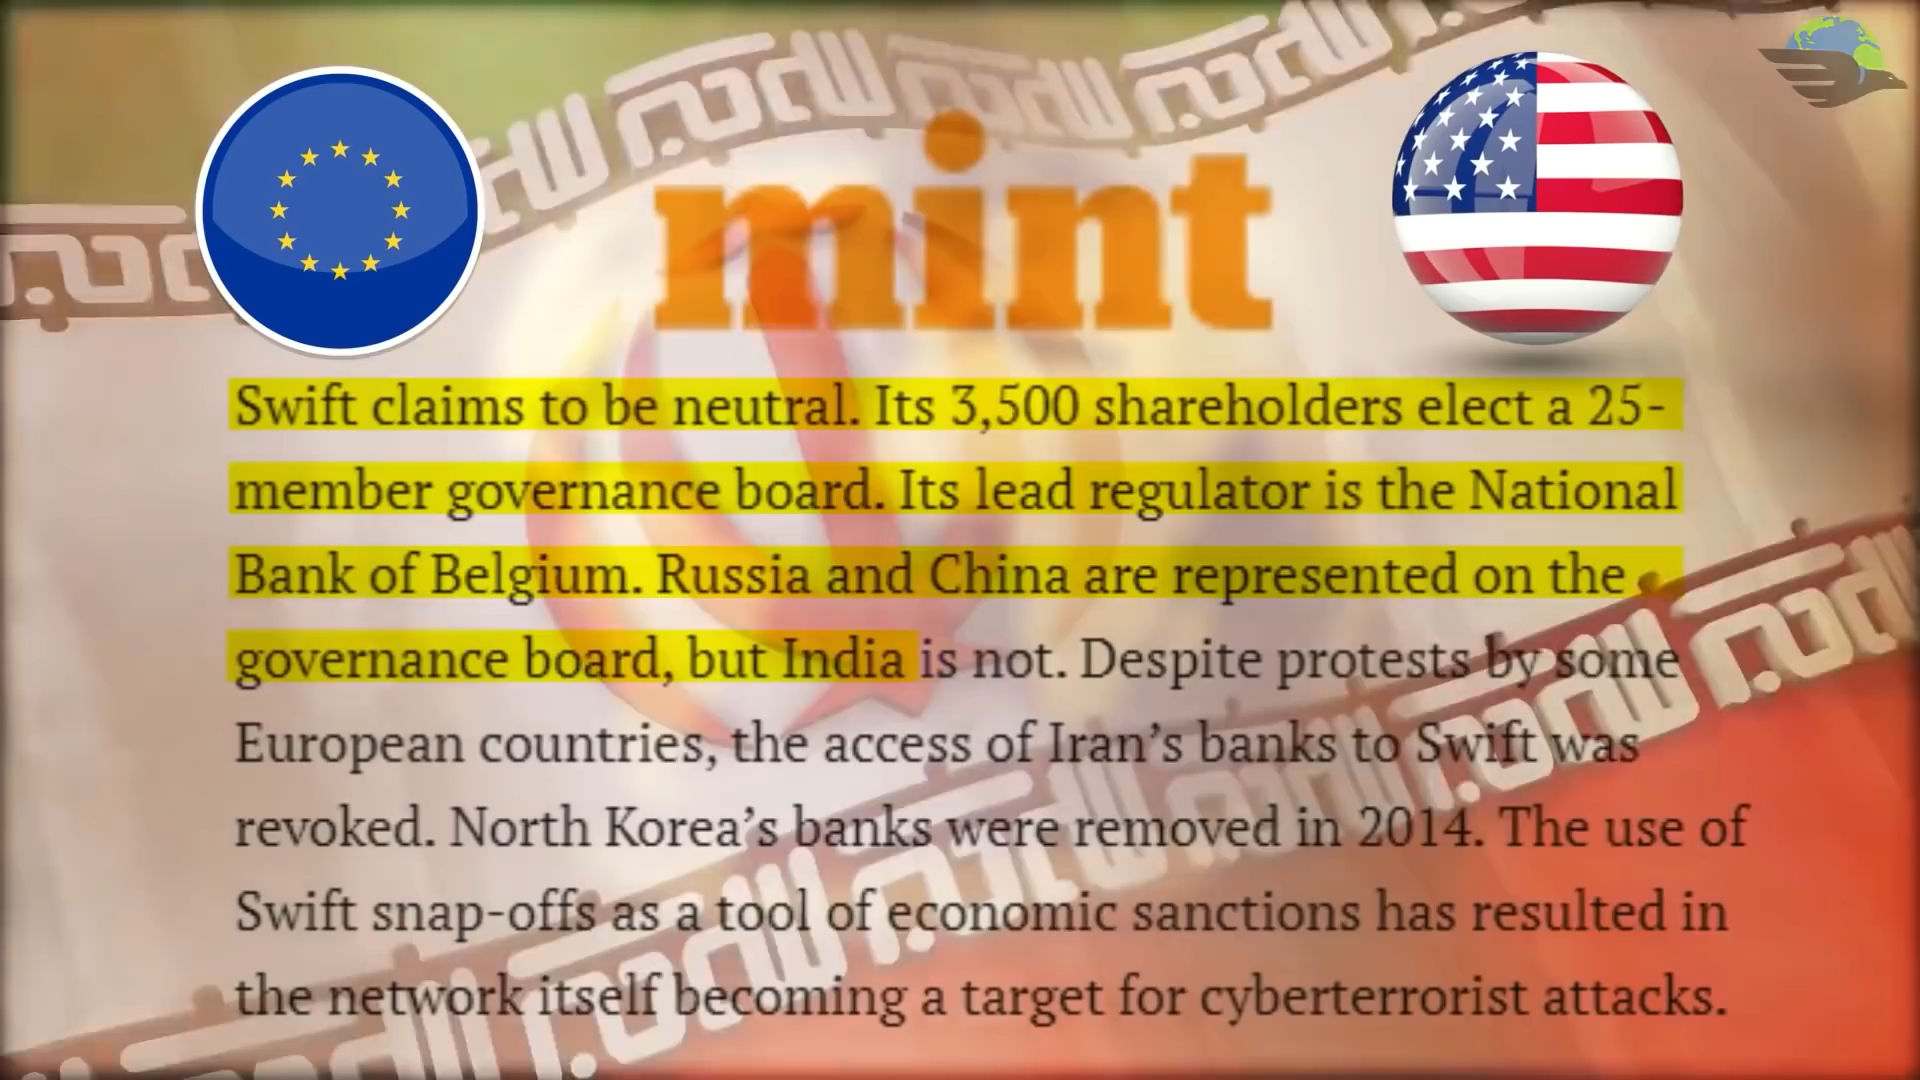 mint
Swift claims to be neutral. Its 3,500 shareholders elect a 25-
member governance board. Its lead regulator is the National
Bank of Belgium. Russia and China are represented on the
governance board, but India is not. Despite protests by some
European countries, the access of Iran’s banks to Swift was
revoked. North Korea’s banks were removed in 2014. The use of
Swift snap-offs as a tool of economic sanctions has resulted in
the network itself becoming a target for cyberterrorist attacks.